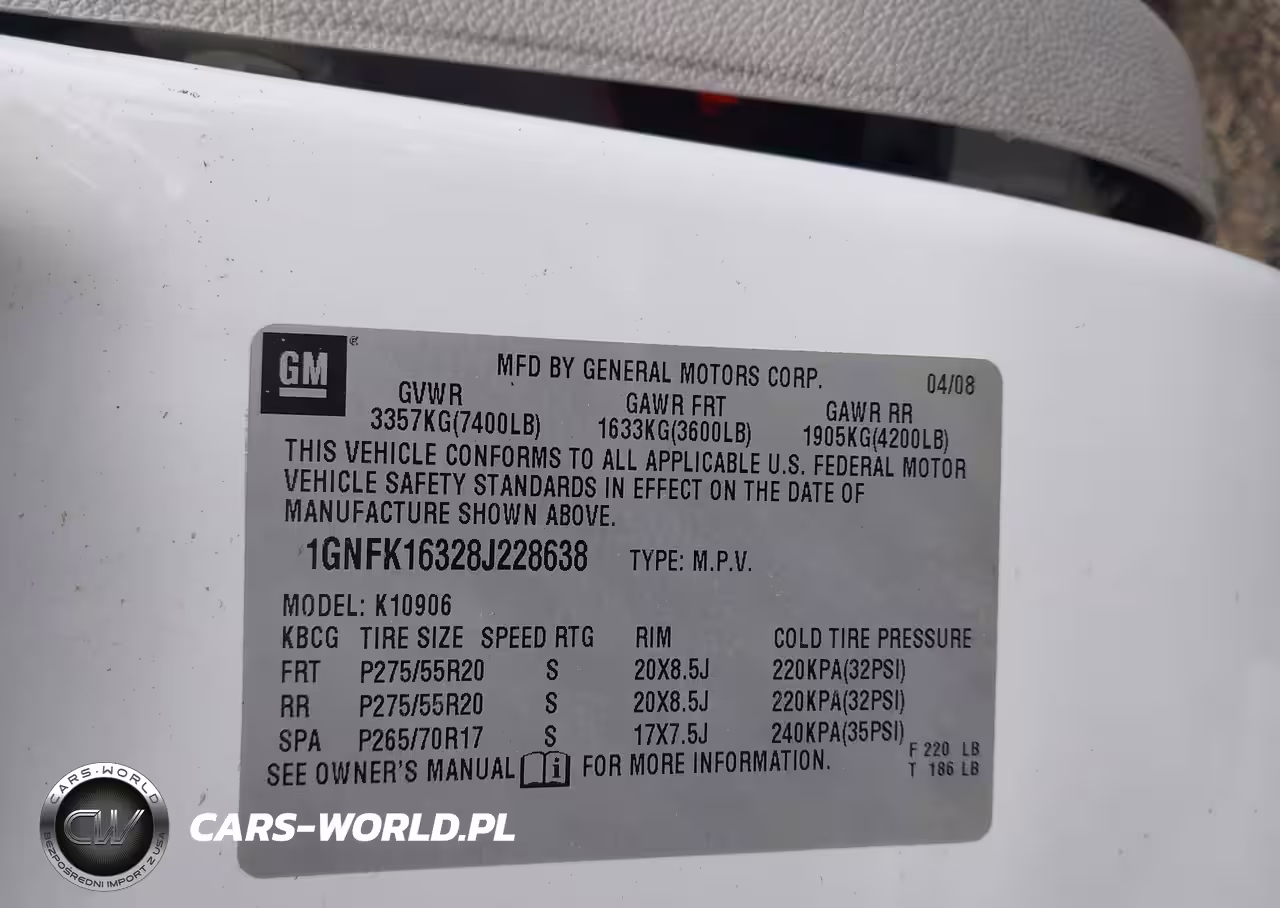 GM
MFD BY GENERAL MOTORS CORP. 04/08
GVWR GAWR FRT GAWR RR
3357KG(7400LB) 1633KG(3600LB) 1905KG(4200LB)
THIS VEHICLE CONFORMS TO ALL APPLICABLE U.S. FEDERAL MOTOR
VEHICLE SAFETY STANDARDS IN EFFECT ON THE DATE OF
MANUFACTURE SHOWN ABOVE.
1GNFK16328J228638 TYPE: M.P.V.
MODEL: K10906
KBCG TIRE SIZE SPEED RTG RIM COLD TIRE PRESSURE
FRT P275/55R20 S 20X8.5J 220KPA(32PSI)
RR P275/55R20 S 20X8.5J 220KPA(32PSI)
SPA P265/70R17 S 17X7.5J 240KPA(35PSI)
F 220 LB
SEE OWNER'S MANUAL i FOR MORE INFORMATION. T 186 LB
CARS-WORLD
CW
BEZPOŚREDNI IMPORT Z USA
CARS-WORLD.PL